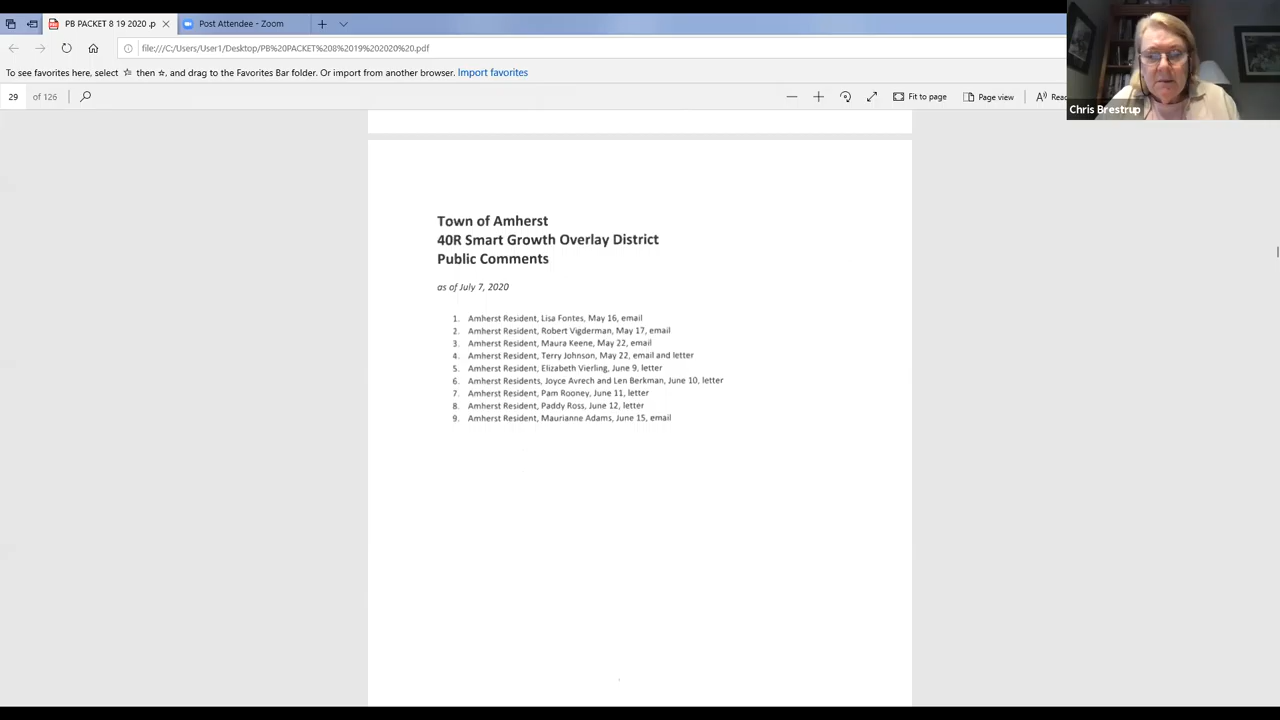 PB PACKET 8 19 2020 .p
Post Attendee - Zoom
file:///C:/Users/User1/Desktop/PB%20PACKET%208%2019%202020%20.pdf
To see favorites here, select then, and drag to the Favorites Bar folder. Or import from another browser. Import favorites
29 of 126
Fit to page
Page view
Chris Brestrup
Town of Amherst
40R Smart Growth Overlay District
Public Comments
as of July 7, 2020
1. Amherst Resident, Lisa Fontes, May 16, email
2. Amherst Resident, Robert Vigderman, May 17, email
3. Amherst Resident, Maura Keene, May 22, email
4. Amherst Resident, Terry Johnson, May 22, email and letter
5. Amherst Resident, Elizabeth Vierling, June 9, letter
6. Amherst Residents, Joyce Avrech and Len Berkman, June 10, letter
7. Amherst Resident, Pam Rooney, June 11, letter
8. Amherst Resident, Paddy Ross, June 12, letter
9. Amherst Resident, Maurianne Adams, June 15, email